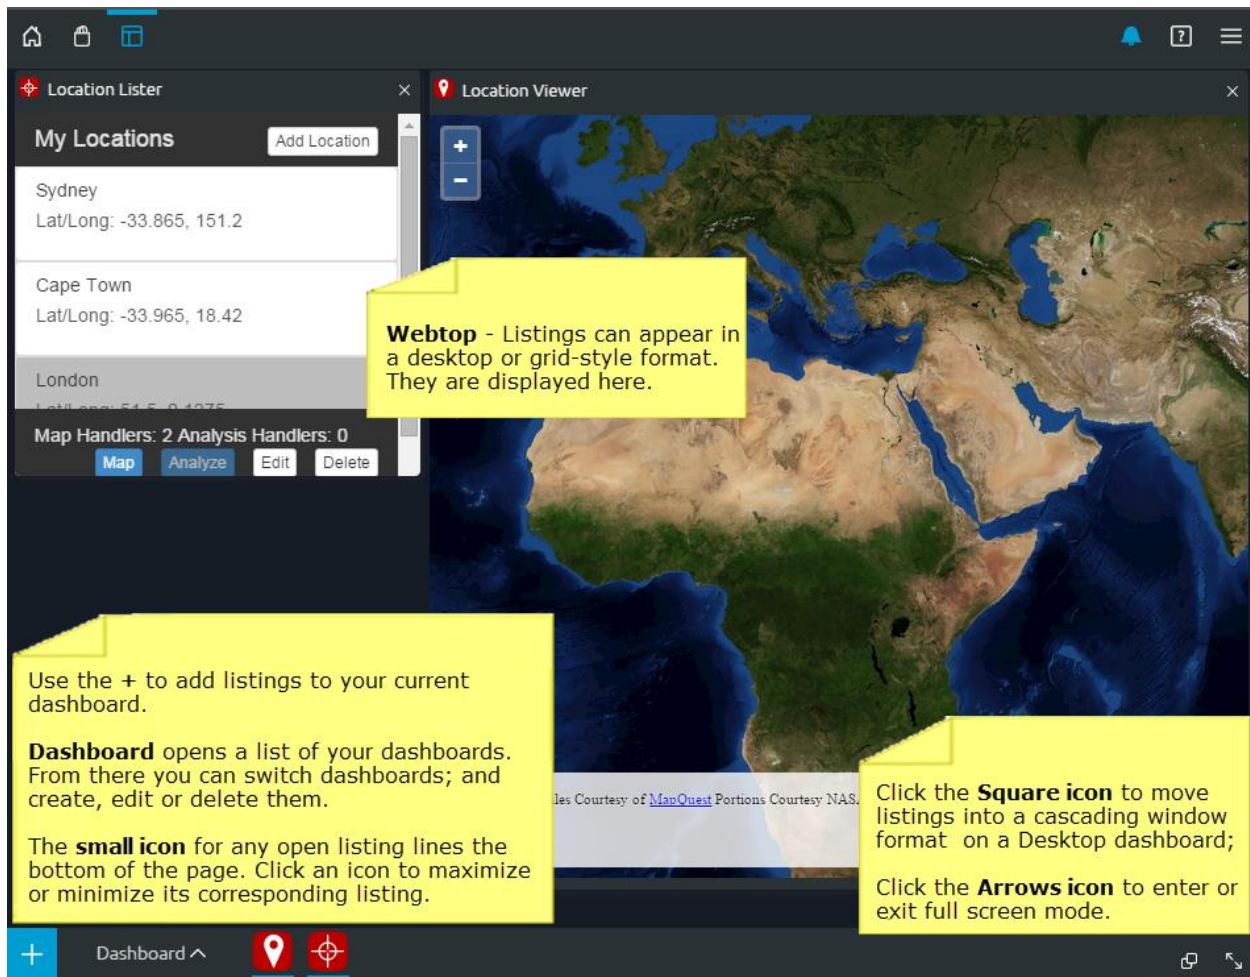 Location Lister
Location Viewer
My Locations
Add Location
Sydney
Lat/Long: -33.865, 151.2
Cape Town
Lat/Long: -33.965, 18.42
London
Lat/Long: 51.5, 0.1275
Map Handlers: 2 Analysis Handlers: 0
Map Analyze Edit Delete
Webtop - Listings can appear in
a desktop or grid-style format.
They are displayed here.
Use the + to add listings to your current
dashboard.
Dashboard opens a list of your dashboards.
From there you can switch dashboards; and
create, edit or delete them.
The small icon for any open listing lines the
bottom of the page. Click an icon to maximize
or minimize its corresponding listing.
Courtesy of MapQuest Portions Courtesy
Click the Square icon to move
listings into a cascading window
format on a Desktop dashboard;
Click the Arrows icon to enter or
exit full screen mode.
Dashboard